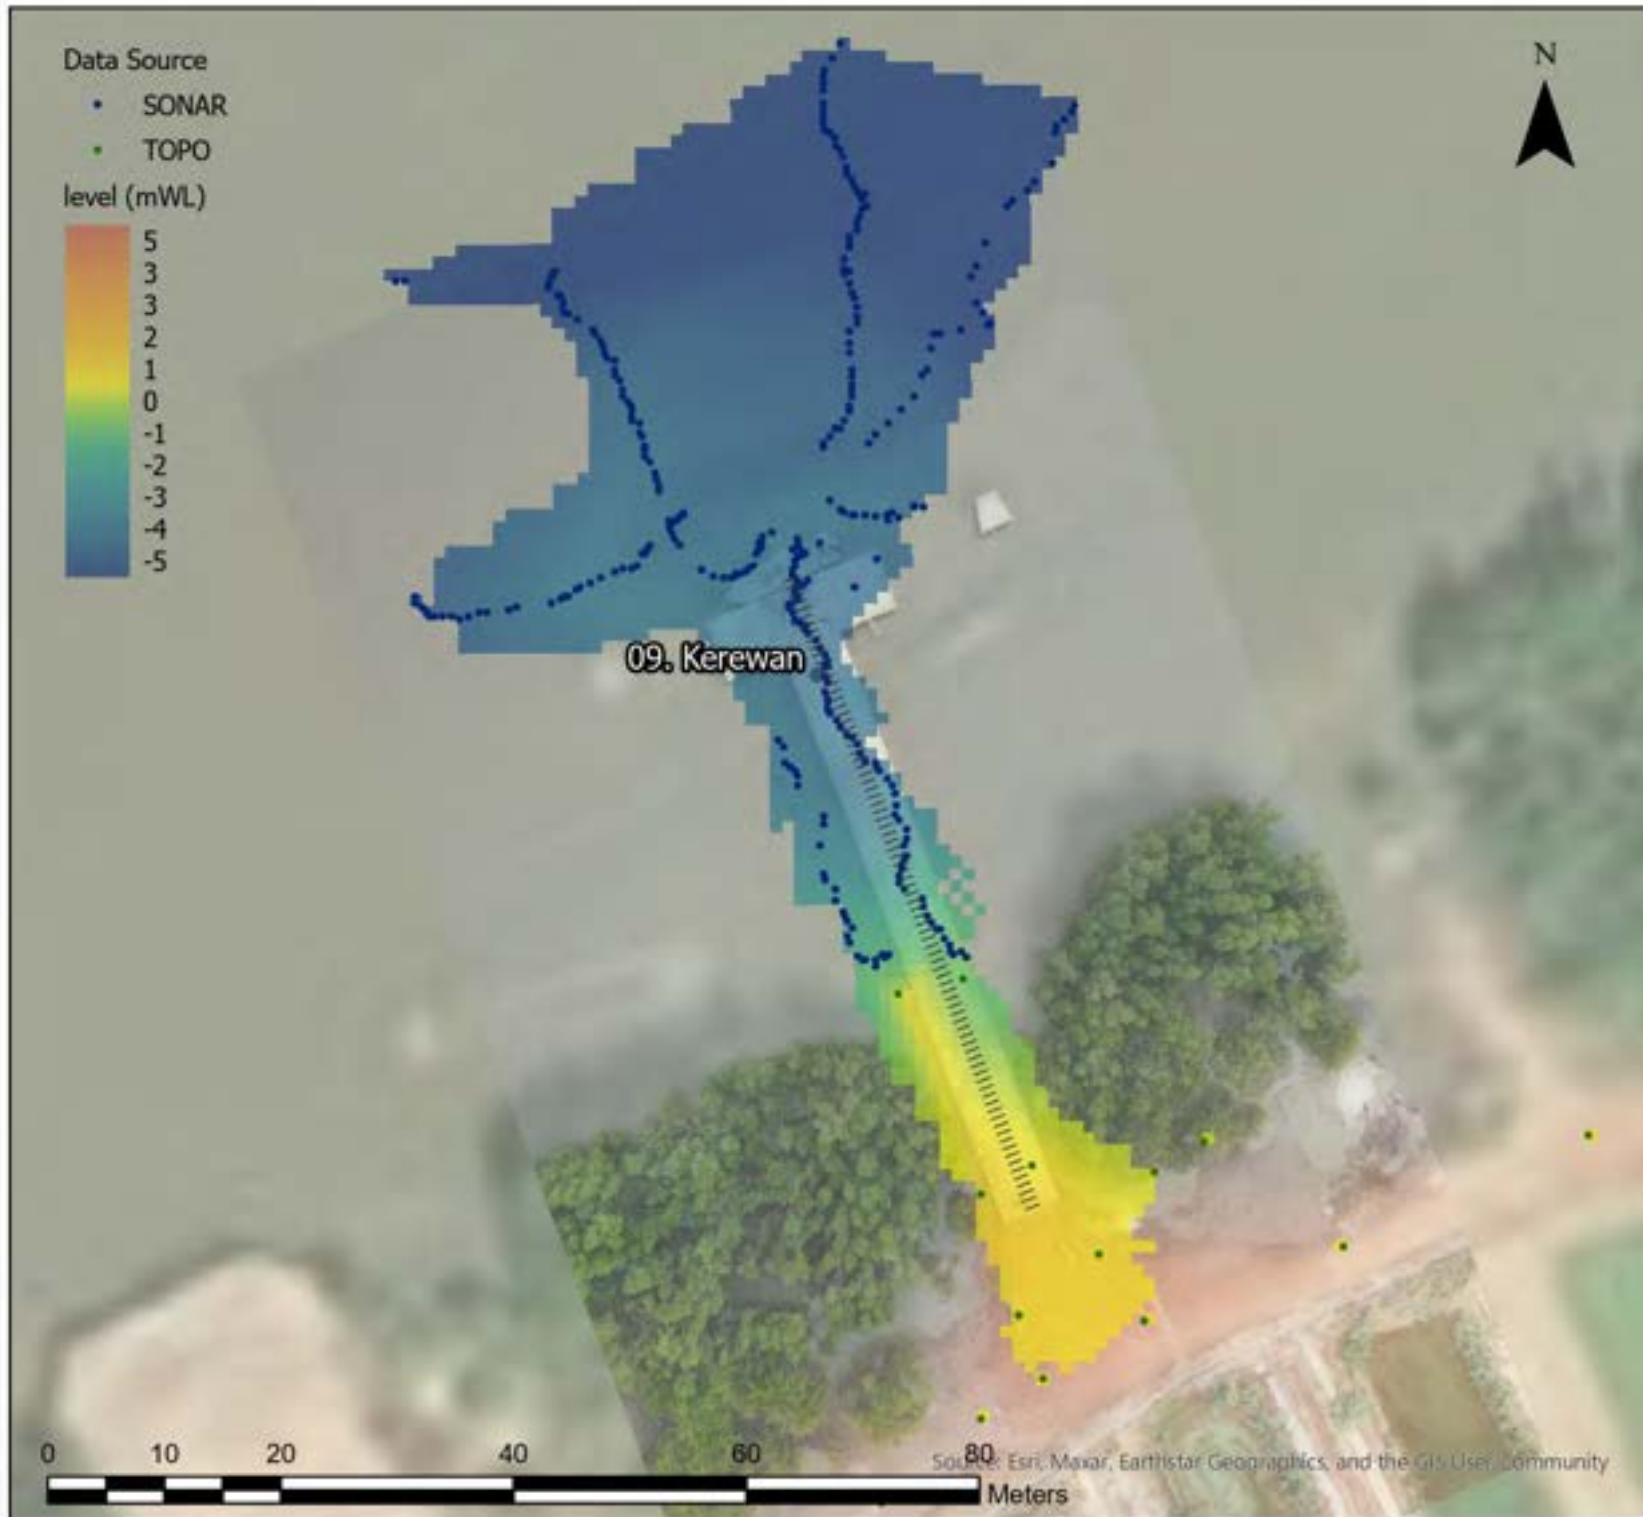 Data Source
SONAR
TOPO
level (mWL)
5
3
3
2
1
0
-1
-2
-3
-4
-5
N
09. Kerewan
0 10 20 40 60 80
Meters
Source: Esri, Maxar, Earthstar Geographics, and the GIS User Community